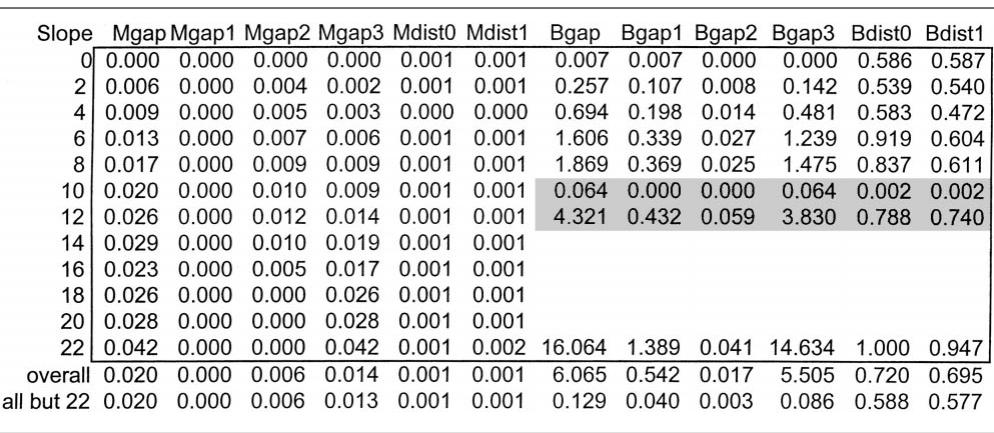 Slope Mgap Mgap1 Mgap2 Mgap3 Mdist0 Mdist1 Bgap Bgap1 Bgap2 Bgap3 Bdist0 Bdist1
0 0.000 0.000 0.000 0.000 0.001 0.001 0.007 0.007 0.000 0.000 0.586 0.587
2 0.006 0.000 0.004 0.002 0.001 0.001 0.257 0.107 0.008 0.142 0.539 0.540
4 0.009 0.000 0.005 0.003 0.000 0.000 0.694 0.198 0.014 0.481 0.583 0.472
6 0.013 0.000 0.007 0.006 0.001 0.001 1.606 0.339 0.027 1.239 0.919 0.604
8 0.017 0.000 0.009 0.009 0.001 0.001 1.869 0.369 0.025 1.475 0.837 0.611
10 0.020 0.000 0.010 0.009 0.001 0.001 0.064 0.000 0.000 0.064 0.002 0.002
12 0.026 0.000 0.012 0.014 0.001 0.001 4.321 0.432 0.059 3.830 0.788 0.740
14 0.029 0.000 0.010 0.019 0.001 0.001
16 0.023 0.000 0.005 0.017 0.001 0.001
18 0.026 0.000 0.000 0.026 0.001 0.001
20 0.028 0.000 0.000 0.028 0.001 0.001
22 0.042 0.000 0.000 0.042 0.001 0.002 16.064 1.389 0.041 14.634 1.000 0.947
overall 0.020 0.000 0.006 0.014 0.001 0.001 6.065 0.542 0.017 5.505 0.720 0.695
all but 22 0.020 0.000 0.006 0.013 0.001 0.001 0.129 0.040 0.003 0.086 0.588 0.577